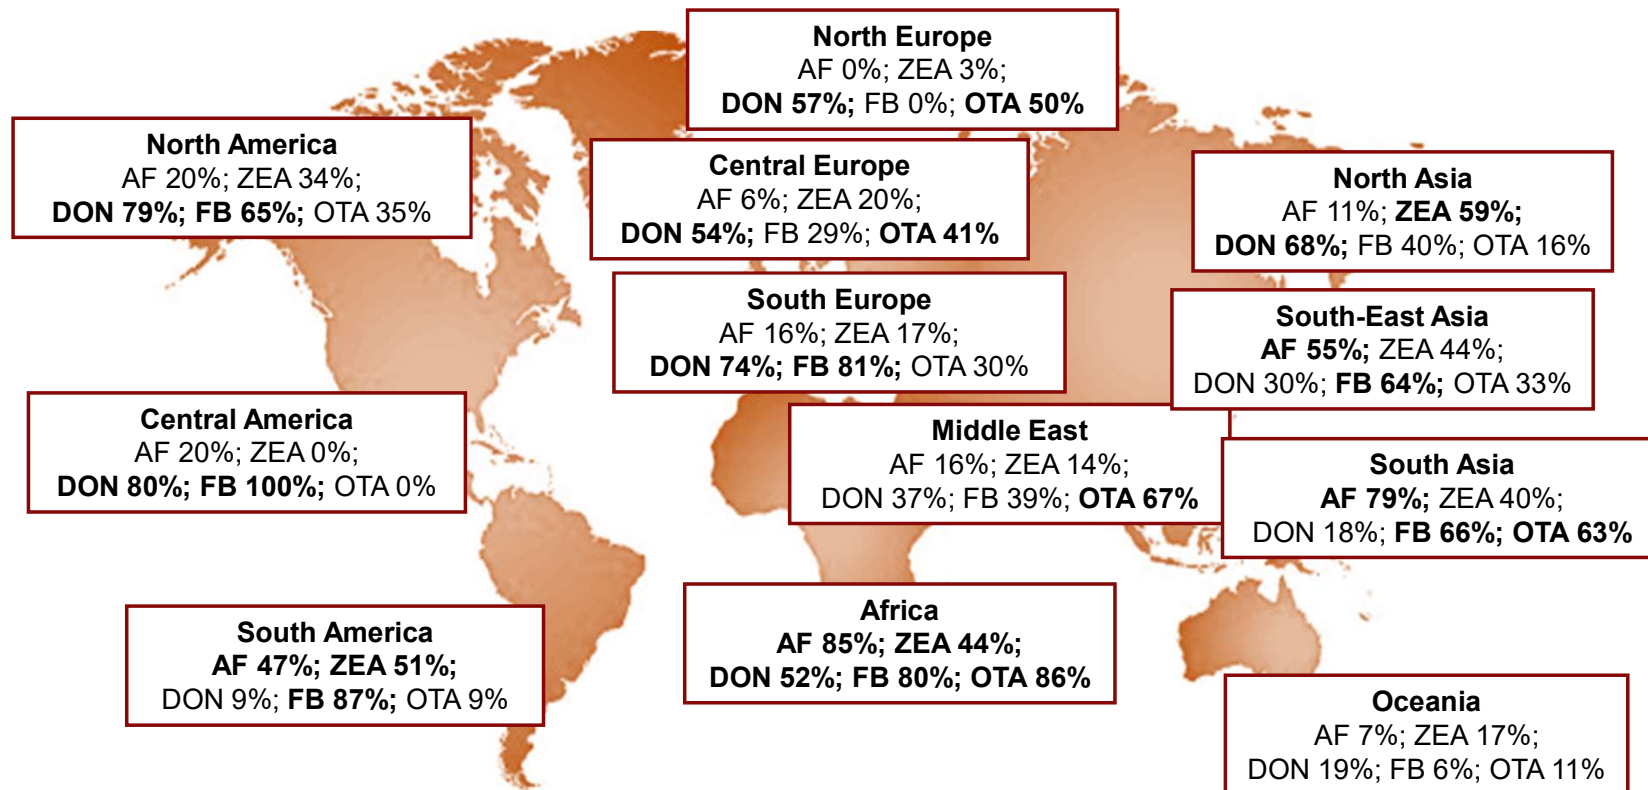 North Europe
AF 0%; ZEA 3%;
DON 57%; FB 0%; OTA 50%
North America
AF 20%; ZEA 34%;
DON 79%; FB 65%; OTA 35%
Central Europe
AF 6%; ZEA 20%;
DON 54%; FB 29%; OTA 41%
North Asia
AF 11%; ZEA 59%;
DON 68%; FB 40%; OTA 16%
South Europe
AF 16%; ZEA 17%;
DON 74%; FB 81%; OTA 30%
South-East Asia
AF 55%; ZEA 44%;
DON 30%; FB 64%; OTA 33%
Central America
AF 20%; ZEA 0%;
DON 80%; FB 100%; OTA 0%
Middle East
AF 16%; ZEA 14%;
DON 37%; FB 39%; OTA 67%
South Asia
AF 79%; ZEA 40%;
DON 18%; FB 66%; OTA 63%
South America
AF 47%; ZEA 51%;
DON 9%; FB 87%; OTA 9%
Africa
AF 85%; ZEA 44%;
DON 52%; FB 80%; OTA 86%
Oceania
AF 7%; ZEA 17%;
DON 19%; FB 6%; OTA 11%